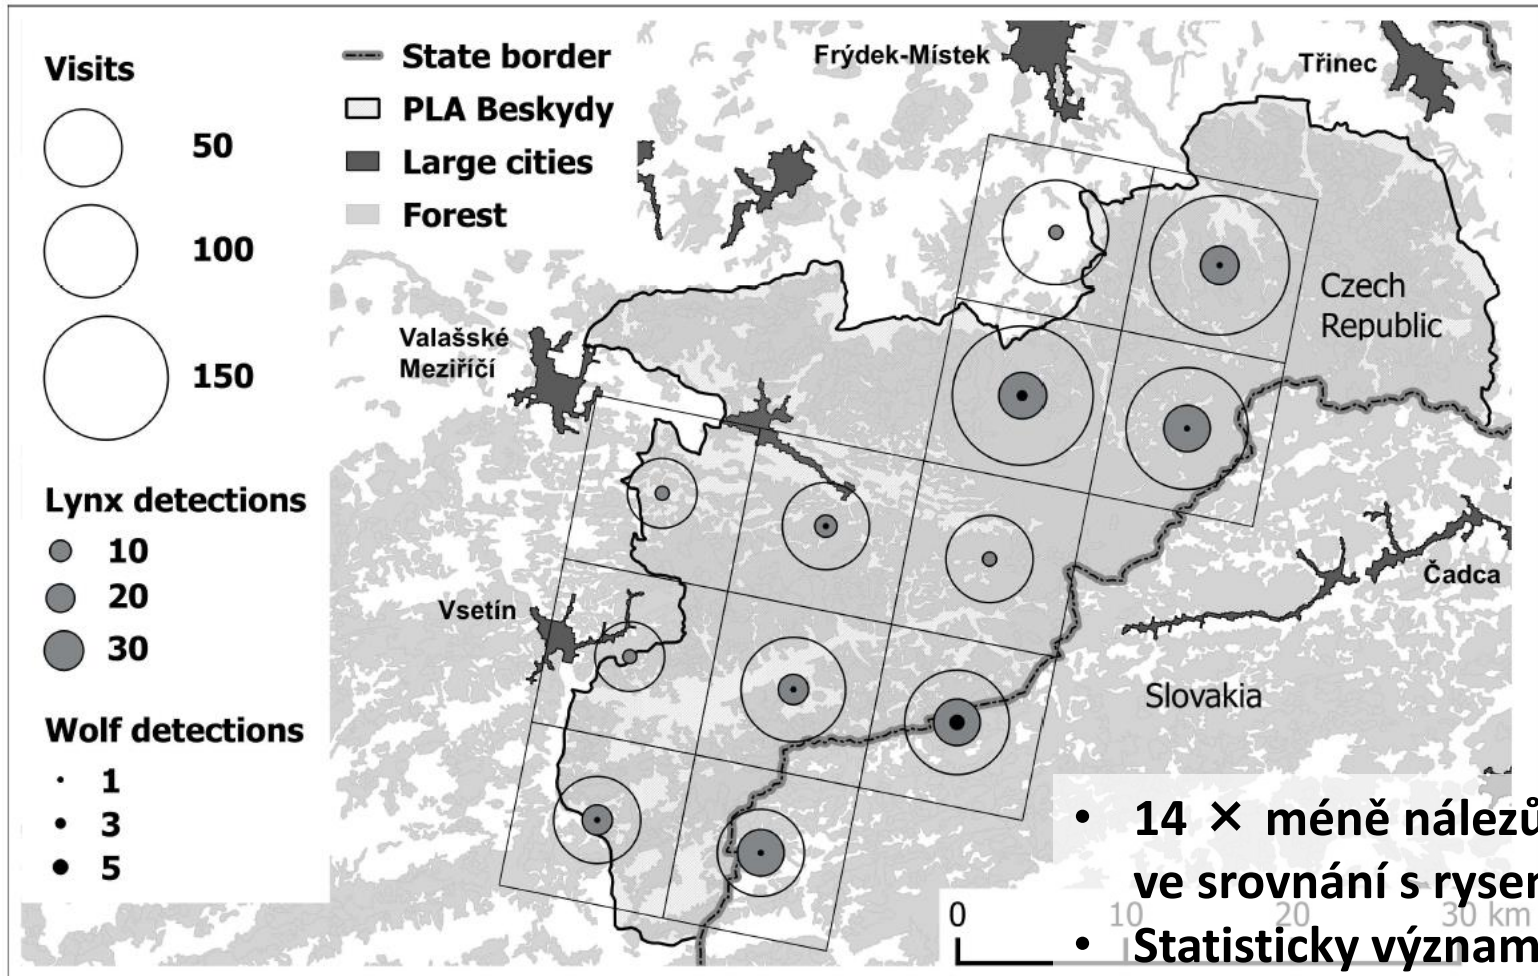 Visits
50
100
150
Lynx detections
10
20
30
Wolf detections
1
3
5
State border
PLA Beskydy
Large cities
Forest
Frýdek-Místek
Třinec
Czech
Republic
Valašské
Meziříčí
Vsetín
Čadca
Slovakia
• 14 × méně nálezů
ve srovnání s
0 10 20 30 km
• Statisticky